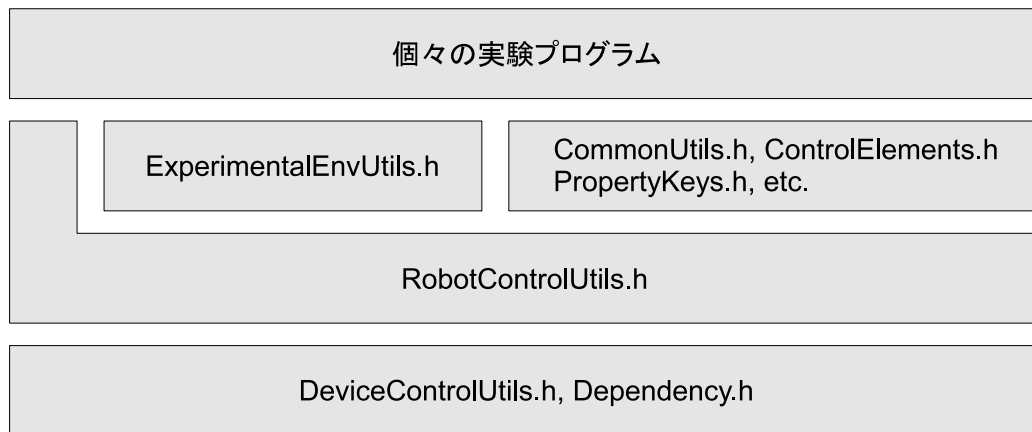 個々の実験プログラム
ExperimentalEnvUtils.h
CommonUtils.h, ControlElements.h
PropertyKeys.h, etc.
RobotControlUtils.h
DeviceControlUtils.h, Dependency.h